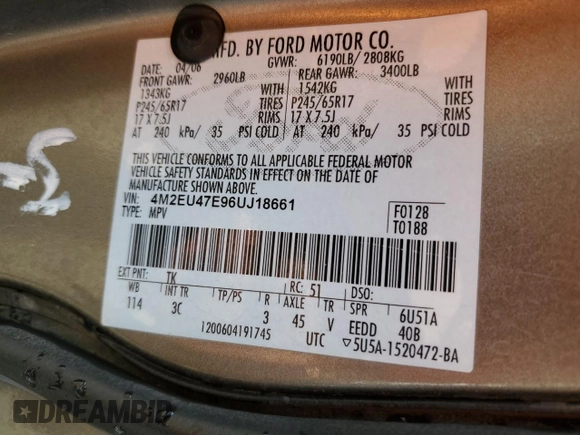 MFD. BY FORD MOTOR CO.
DATE: 04/06 GVWR: 6190LB/ 2808KG
FRONT GAWR: 2960LB REAR GAWR: 3400LB
1343KG 1542KG
P245/65R17 TIRES P245/65R17 WITH TIRES
17 X 7.5J RIMS 17 X 7.5J RIMS
AT 240 kPa/ 35 PSI COLD AT 240 kPa/ 35 PSI COLD
THIS VEHICLE CONFORMS TO ALL APPLICABLE FEDERAL MOTOR
VEHICLE SAFETY STANDARDS IN EFFECT ON THE DATE OF
MANUFACTURE SHOWN ABOVE.
VIN: 4M2EU47E96UJ18661 F0128
TYPE: MPV T0188
EXT PNT: TK RC: 51 DSO:
WB INT TR TP/PS R AXLE TR SPR 6U51A
114 3C 3 45 V EEDD 40B
1200604191745 UTC ▽5U5A-1520472-BA
DREAMBID